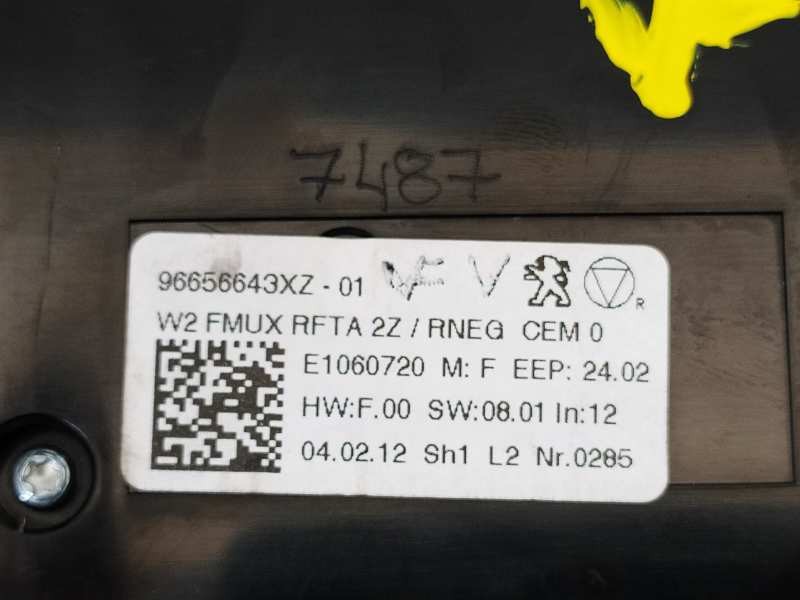 7487
96656643XZ - 01
W2 FMUX RFTA 2Z / RNEG CEM 0
E1060720 M: F EEP: 24.02
HW:F.00 SW:08.01 In:12
04.02.12 Sh1 L2 Nr.0285
R